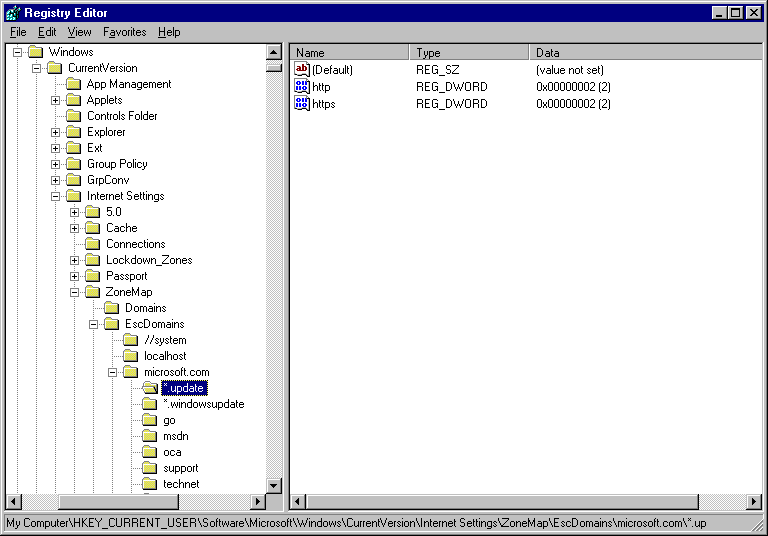 Registry Editor
File Edit View Favorites Help
Windows
CurrentVersion
App Management
Applets
Controls Folder
Explorer
Ext
Group Policy
GrpConv
Internet Settings
5.0
Cache
Connections
Lockdown_Zones
Passport
ZoneMap
Domains
EscDomains
//system
localhost
microsoft.com
*.update
*.windowsupdate
go
msdn
oca
support
technet
Name Type Data
(Default) REG_SZ (value not set)
http REG_DWORD 0x00000002 (2)
https REG_DWORD 0x00000002 (2)
My Computer\HKEY_CURRENT_USER\Software\Microsoft\Windows\CurrentVersion\Internet Settings\ZoneMap\EscDomains\microsoft.com\*.up